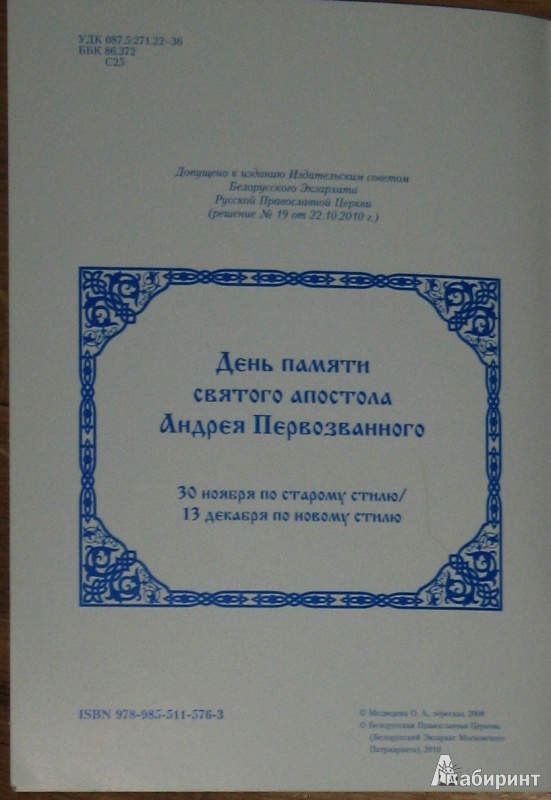 УДК 087.5:271.22-36
ББК 86.372
С25
Допущено к изданию Издательским советом
Белорусского Экзархата
Русской Православной Церкви
(решение № 19 от 22.10.2010 г.)
День памяти
святого апостола
Андрея Первозванного
30 ноября по старому стилю/
13 декабря по новому стилю
ISBN 978-985-511-576-3
© Медведева О. А., пересказ, 2009
© Белорусская Православная Церковь
(Белорусский Экзархат Московского
Патриархата), 2010
Лабиринт